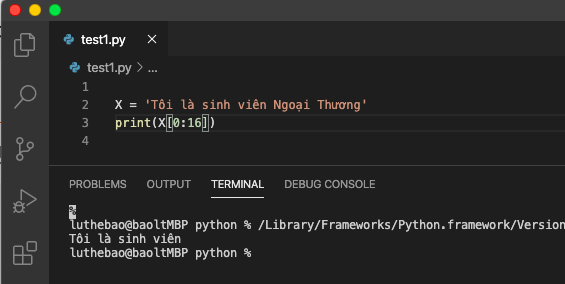 test1.py
test1.py > ...
1
2 X = 'Tôi là sinh viên Ngoại Thương'
3 print(X[0:16])
4
PROBLEMS OUTPUT TERMINAL DEBUG CONSOLE
%
luthebao@baoltMBP python % /Library/Frameworks/Python.framework/Version
Tôi là sinh viên
luthebao@baoltMBP python %